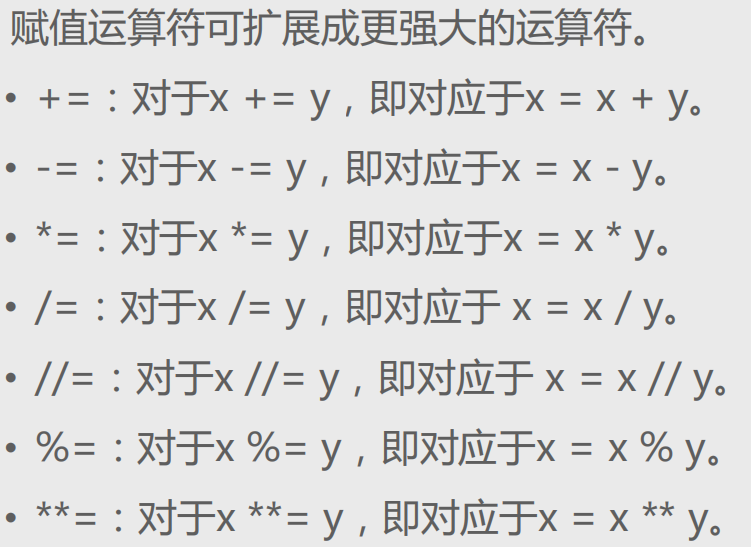 赋值运算符可扩展成更强大的运算符。
• +=：对于x += y，即对应于x = x + y。
• -=：对于x -= y，即对应于x = x - y。
• *=：对于x *= y，即对应于x = x * y。
• /=：对于x /= y，即对应于 x = x / y。
• //=：对于x //= y，即对应于 x = x // y。
• %=：对于x %= y，即对应于x = x % y。
• **=：对于x **= y，即对应于x = x ** y。